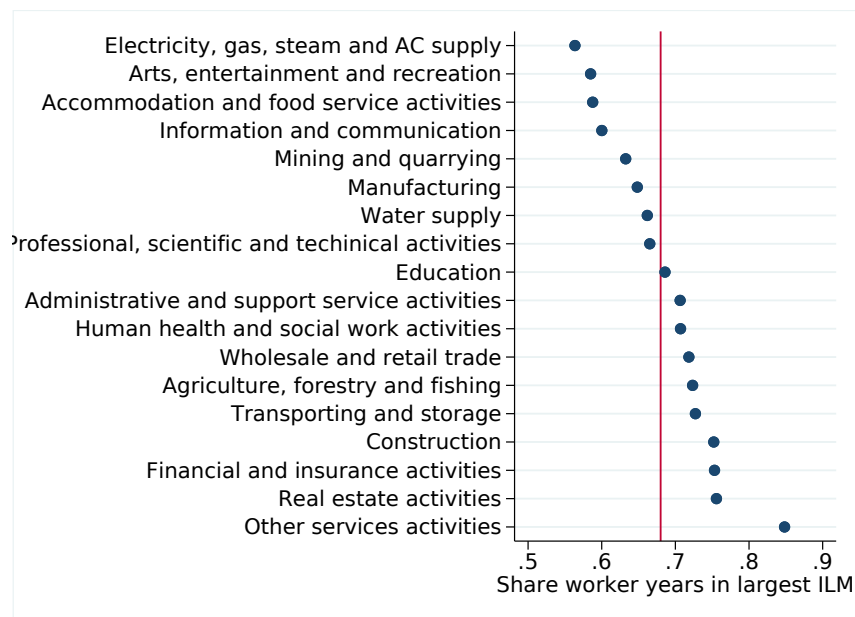 Electricity, gas, steam and AC supply
Arts, entertainment and recreation
Accommodation and food service activities
Information and communication
Mining and quarrying
Manufacturing
Water supply
Professional, scientific and techinical activities
Education
Administrative and support service activities
Human health and social work activities
Wholesale and retail trade
Agriculture, forestry and fishing
Transporting and storage
Construction
Financial and insurance activities
Real estate activities
Other services activities
.5 .6 .7 .8 .9
Share worker years in largest ILM